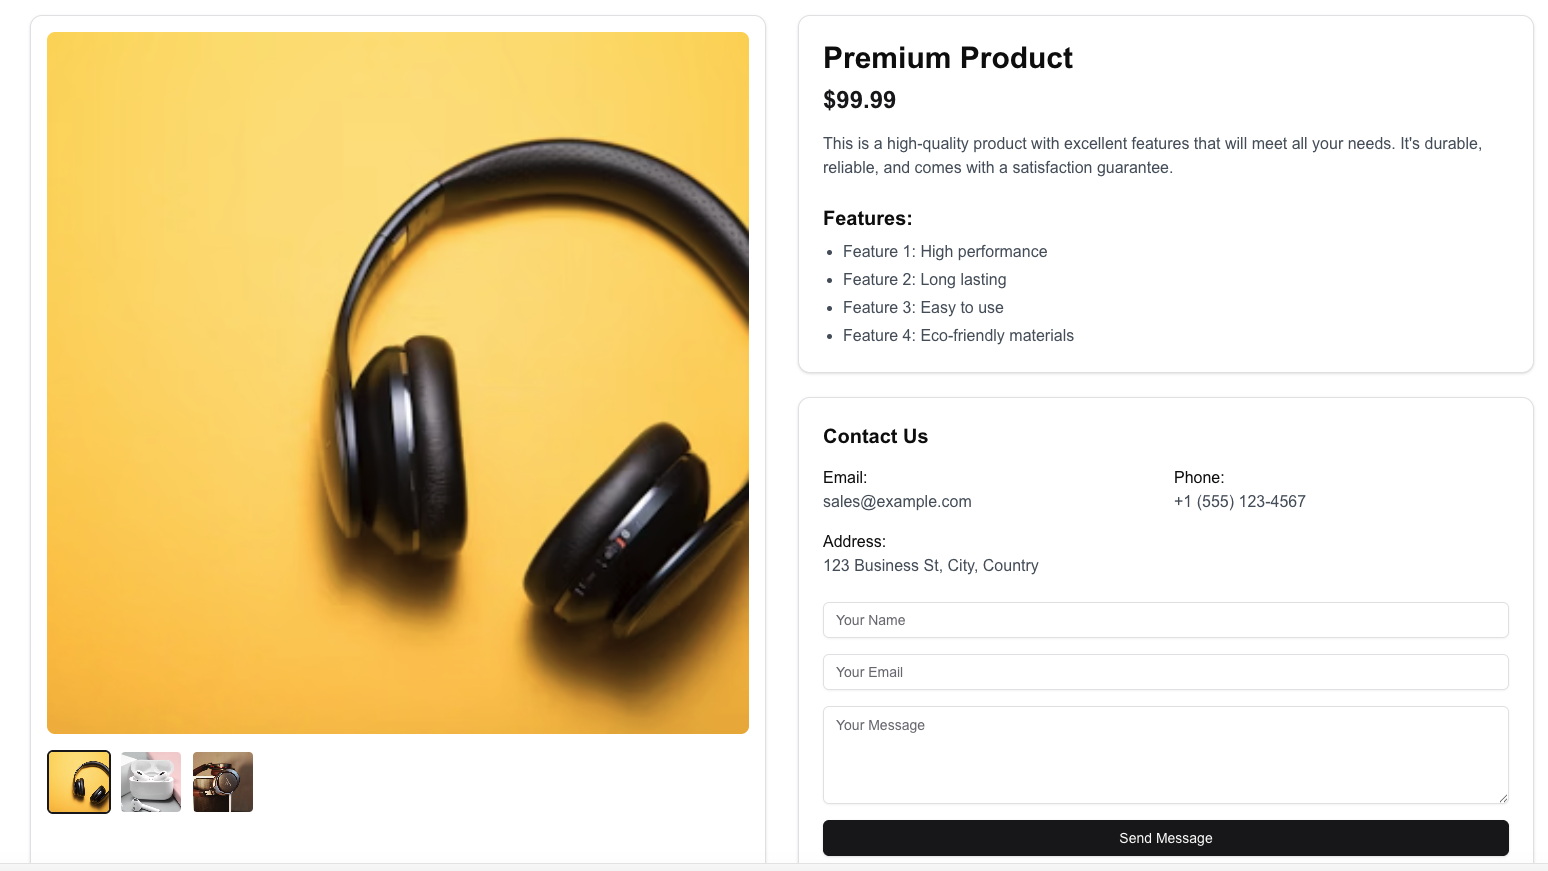 Premium Product
$99.99
This is a high-quality product with excellent features that will meet all your needs. It's durable,
reliable, and comes with a satisfaction guarantee.
Features:
• Feature 1: High performance
• Feature 2: Long lasting
• Feature 3: Easy to use
• Feature 4: Eco-friendly materials
Contact Us
Email:
sales@example.com
Phone:
+1 (555) 123-4567
Address:
123 Business St, City, Country
Your Name
Your Email
Your Message
Send Message